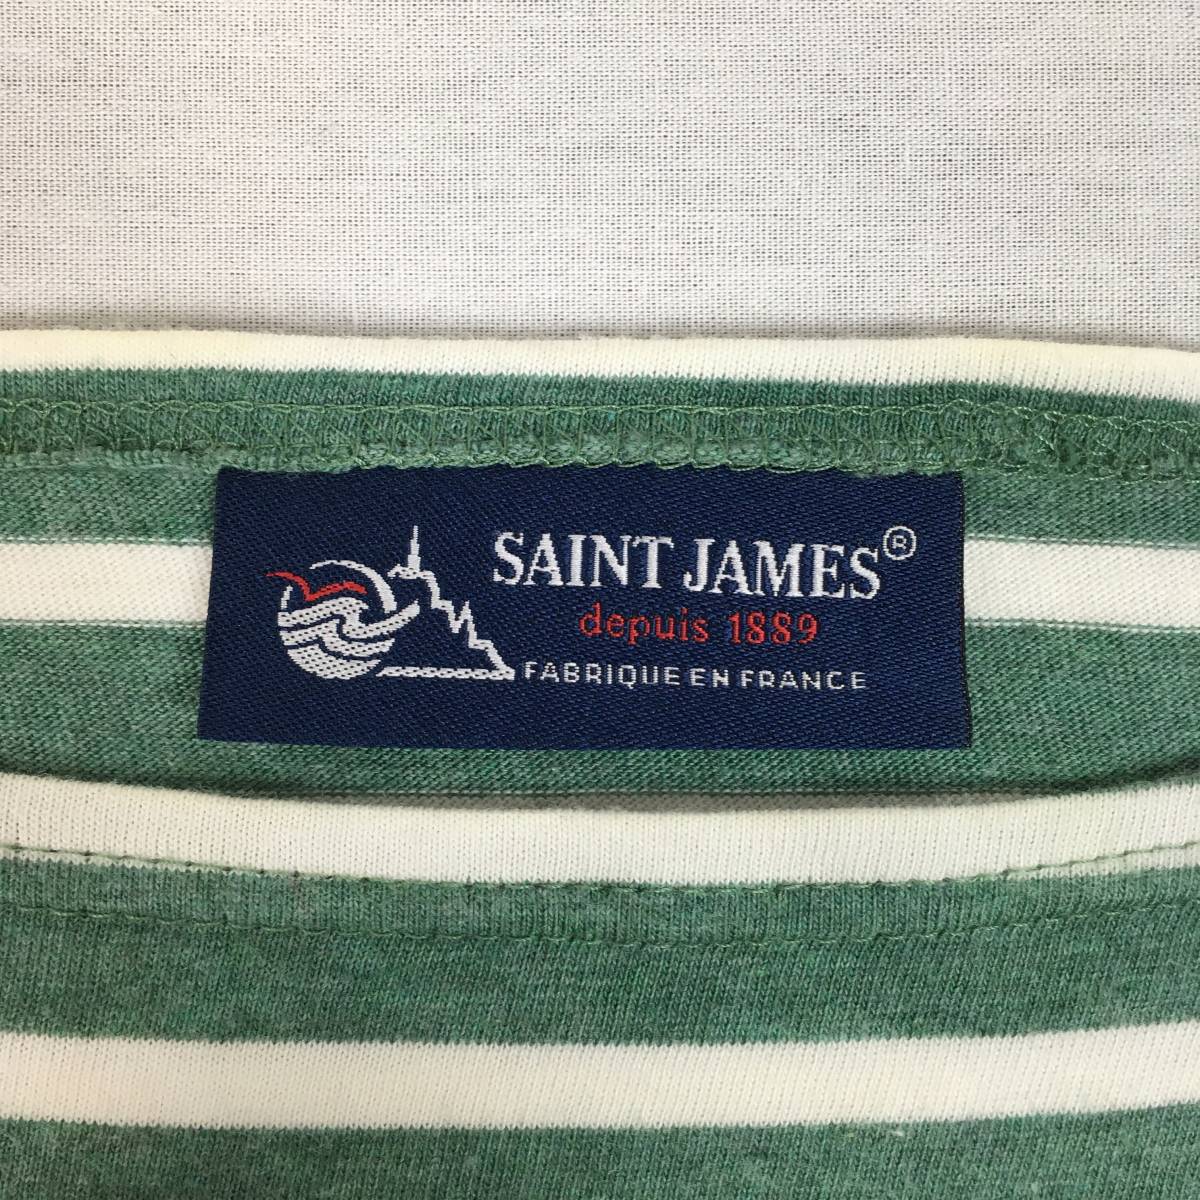 SAINT JAMES®
depuis 1889
FABRIQUE EN FRANCE